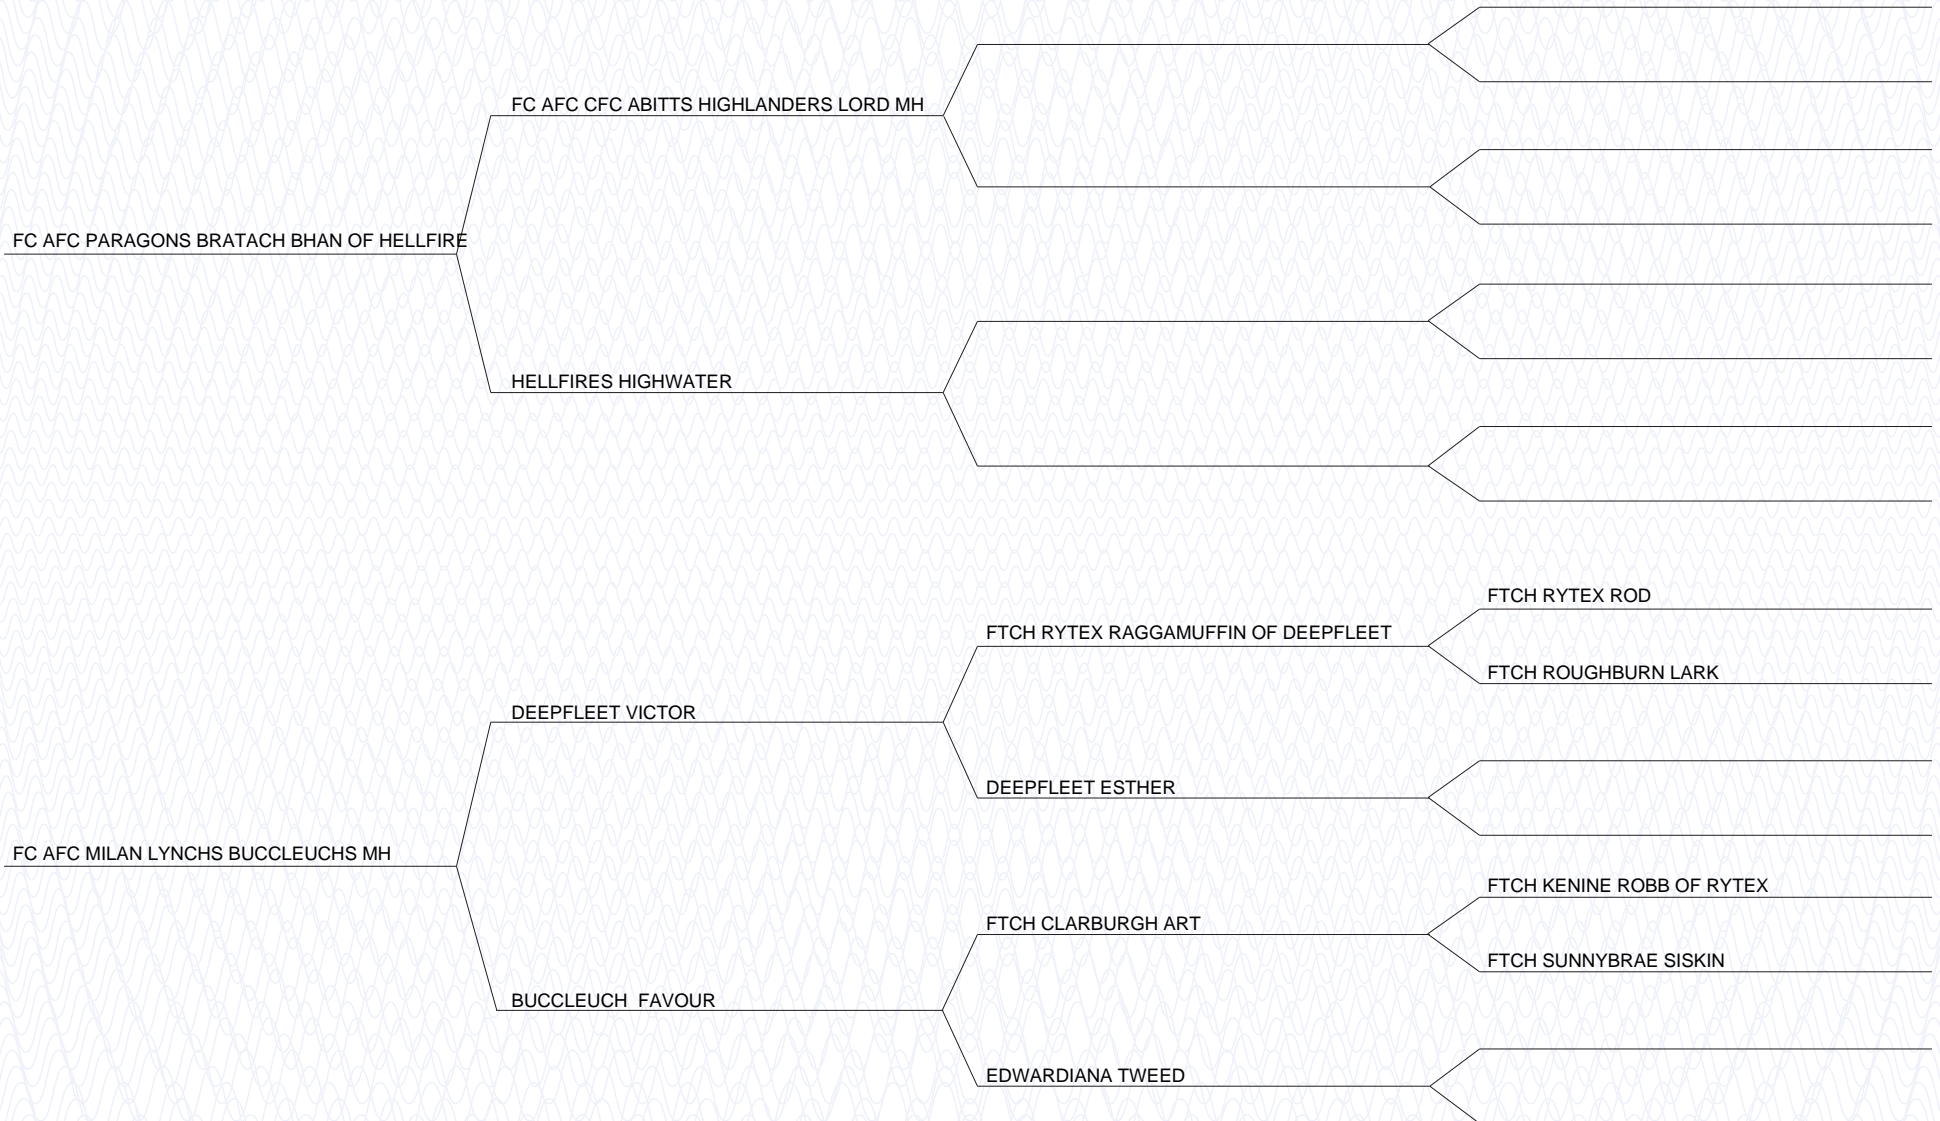 FC AFC CFC ABITTS HIGHLANDERS LORD MH
FC AFC PARAGONS BRATACH BHAN OF HELLFIRE
HELLFIRES HIGHWATER
FTCH RYTEX ROD
FTCH RYTEX RAGGAMUFFIN OF DEEPFLEET
FTCH ROUGHBURN LARK
DEEPFLEET VICTOR
DEEPFLEET ESTHER
FC AFC MILAN LYNCHS BUCCLEUCHS MH
FTCH KENINE ROBB OF RYTEX
FTCH CLARBURGH ART
FTCH SUNNYBRAE SISKIN
BUCCLEUCH  FAVOUR
EDWARDIANA TWEED